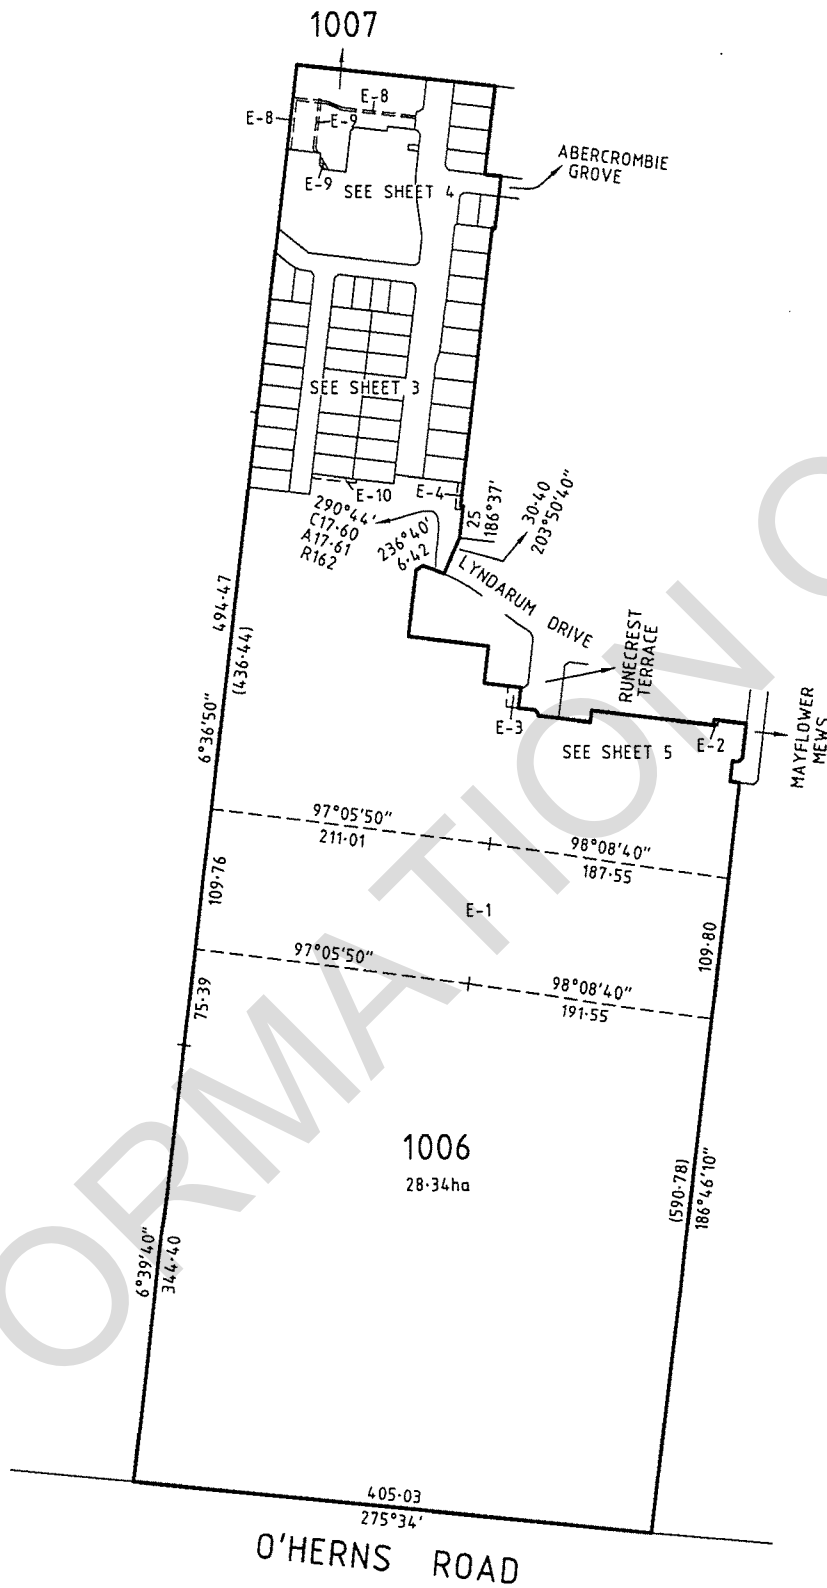 1007
E-8
E-8
E-9
ABERCROMBIE
GROVE
E-9
SEE SHEET 4
SEE SHEET 3
E-10
E-4
290°44'
C17·60
A17·61
R162
236°40'
6·42
25
186°37'
30·40
203°50'40"
LYNDARUM DRIVE
494·47
(436·44)
6°36'50"
RUNECREST
TERRACE
E-3
SEE SHEET 5
E-2
MAYFLOWER
MEWS
97°05'50"
211·01
98°08'40"
187·55
109·76
E-1
109·80
97°05'50"
98°08'40"
191·55
75·39
1006
28·34ha
(590·78)
186°46'10"
6°39'40"
344·40
405·03
275°34'
O'HERNS ROAD
ORMATION O